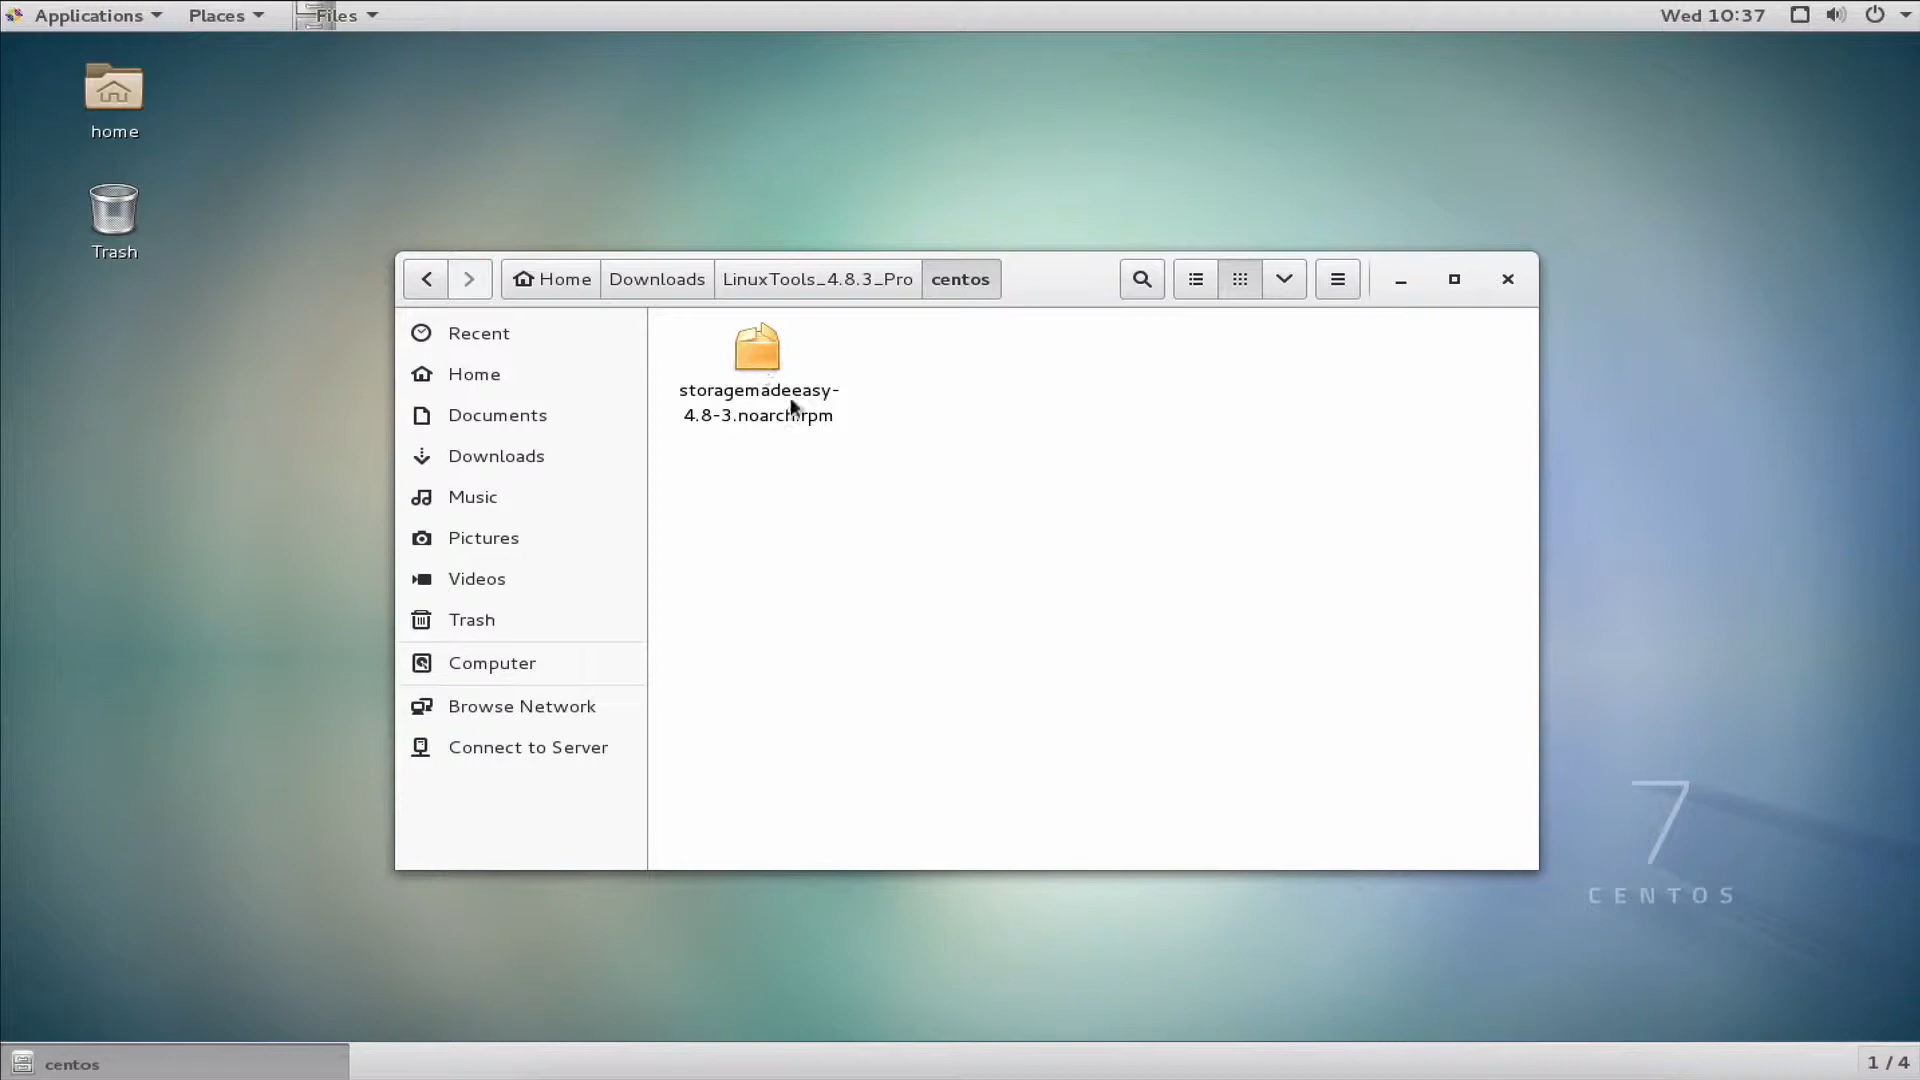 Applications
Places
Files
Wed 10:37
home
Trash
Home
Downloads
LinuxTools_4.8.3_Pro
centos
Recent
Home
Documents
Downloads
Music
Pictures
Videos
Trash
Computer
Browse Network
Connect to Server
storagemadeeasy-
4.8-3.noarch.rpm
7
CENTOS
centos
1 / 4